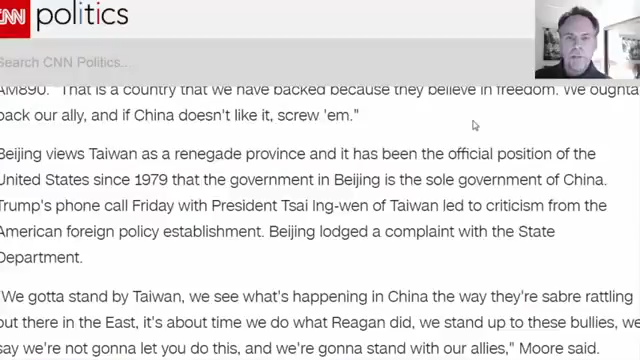 CNN politics
Search CNN Politics....
AM890. "That is a country that we have backed because they believe in freedom. We oughta
back our ally, and if China doesn't like it, screw 'em."
Beijing views Taiwan as a renegade province and it has been the official position of the
United States since 1979 that the government in Beijing is the sole government of China.
Trump's phone call Friday with President Tsai Ing-wen of Taiwan led to criticism from the
American foreign policy establishment. Beijing lodged a complaint with the State
Department.
"We gotta stand by Taiwan, we see what's happening in China the way they're sabre rattling
out there in the East, it's about time we do what Reagan did, we stand up to these bullies, we
say we're not gonna let you do this, and we're gonna stand with our allies," Moore said.